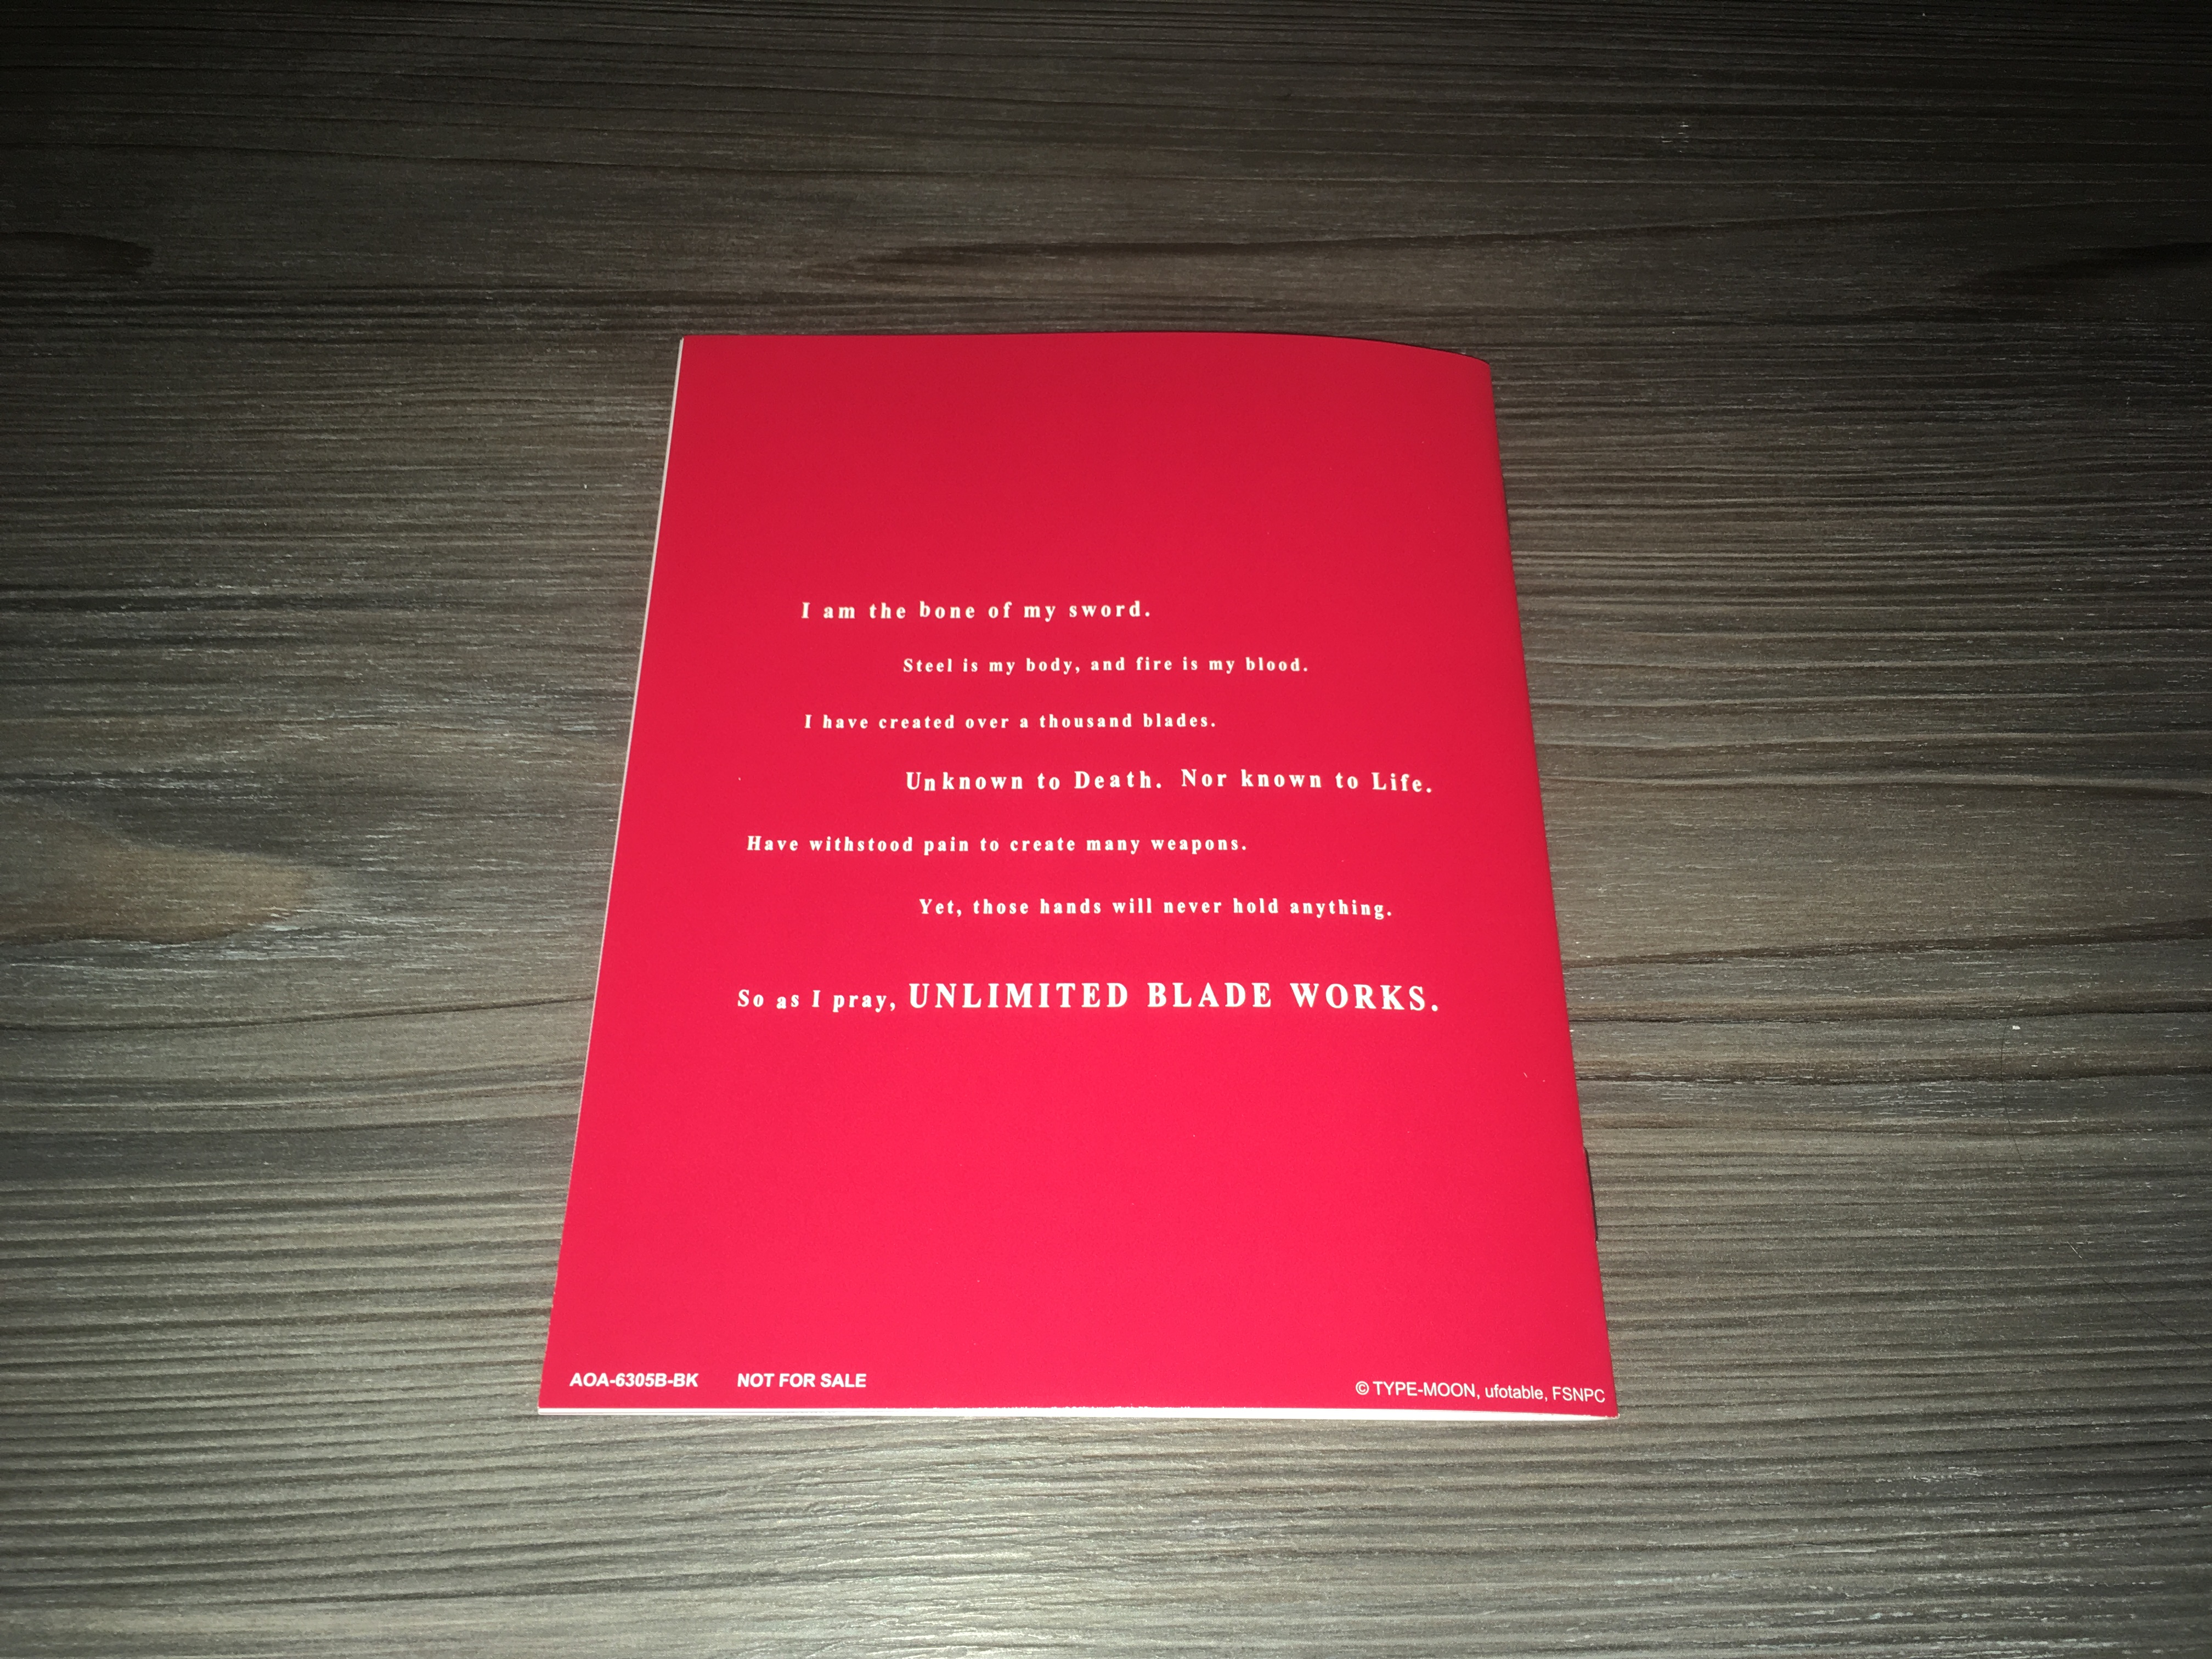 I am the bone of my sword.
Steel is my body, and fire is my blood.
I have created over a thousand blades.
Unknown to Death. Nor known to Life.
Have withstood pain to create many weapons.
Yet, those hands will never hold anything.
So as I pray, UNLIMITED BLADE WORKS.
AOA-6305B-BK NOT FOR SALE
© TYPE-MOON, ufotable, FSNPC